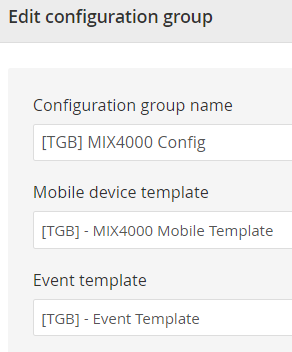 Edit configuration group
Configuration group name
[TGB] MIX4000 Config
Mobile device template
[TGB] - MIX4000 Mobile Template
Event template
[TGB] - Event Template